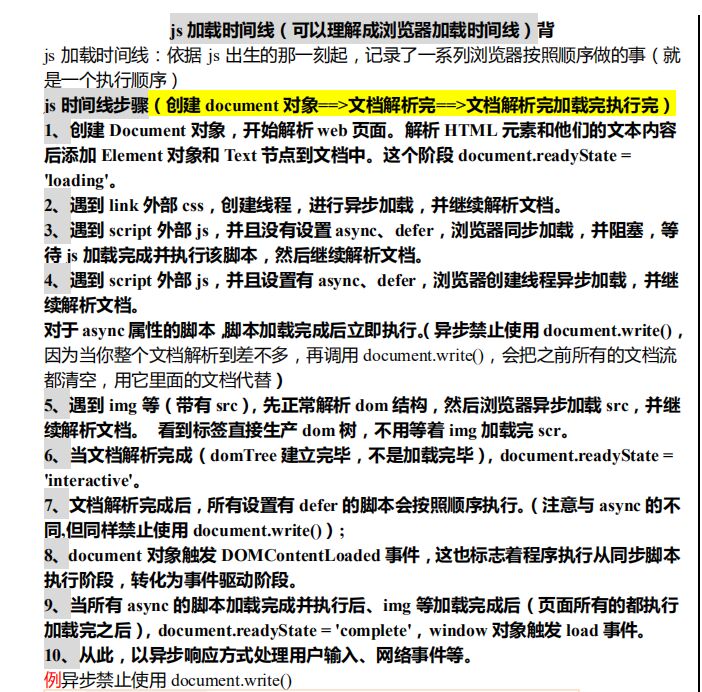 js 加载时间线（可以理解成浏览器加载时间线）背
js 加载时间线：依据 js 出生的那一刻起，记录了一系列浏览器按照顺序做的事（就
是一个执行顺序）
js 时间线步骤（创建 document 对象==>文档解析完==>文档解析完加载完执行完）
1、创建 Document 对象，开始解析 web 页面。解析 HTML 元素和他们的文本内容
后添加 Element 对象和 Text 节点到文档中。这个阶段 document.readyState =
'loading'。
2、遇到 link 外部 css，创建线程，进行异步加载，并继续解析文档。
3、遇到 script 外部 js，并且没有设置 async、defer，浏览器同步加载，并阻塞，等
待 js 加载完成并执行该脚本，然后继续解析文档。
4、遇到 script 外部 js，并且设置有 async、defer，浏览器创建线程异步加载，并继
续解析文档。
对于 async 属性的脚本，脚本加载完成后立即执行。（异步禁止使用 document.write()，
因为当你整个文档解析到差不多，再调用 document.write()，会把之前所有的文档流
都清空，用它里面的文档代替）
5、遇到 img 等（带有 src），先正常解析 dom 结构，然后浏览器异步加载 src，并继
续解析文档。 看到标签直接生产 dom 树，不用等着 img 加载完 scr。
6、当文档解析完成（domTree 建立完毕，不是加载完毕），document.readyState =
'interactive'。
7、文档解析完成后，所有设置有 defer 的脚本会按照顺序执行。（注意与 async 的不
同,但同样禁止使用 document.write()）;
8、document 对象触发 DOMContentLoaded 事件，这也标志着程序执行从同步脚本
执行阶段，转化为事件驱动阶段。
9、当所有 async 的脚本加载完成并执行后、img 等加载完成后（页面所有的都执行
加载完之后），document.readyState = 'complete'，window 对象触发 load 事件。
10、从此，以异步响应方式处理用户输入、网络事件等。
例异步禁止使用 document.write()